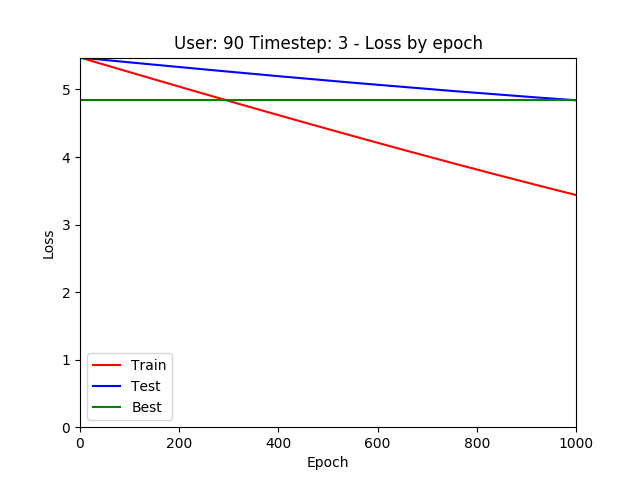 User: 90 Timestep: 3 - Loss by epoch
Loss
5
4
3
2
1
0
Train
Test
Best
0 200 400 600 800 1000
Epoch